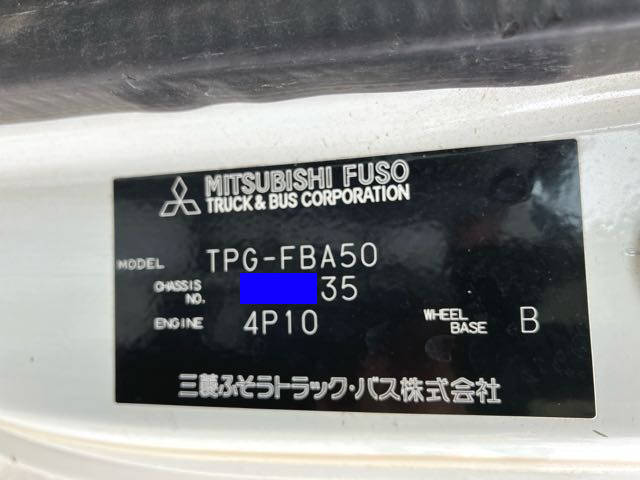 MITSUBISHI FUSO
TRUCK & BUS CORPORATION
MODEL TPG-FBA50
CHASSIS NO. 35
ENGINE 4P10 WHEEL BASE B
三菱ふそうトラック・バス株式会社